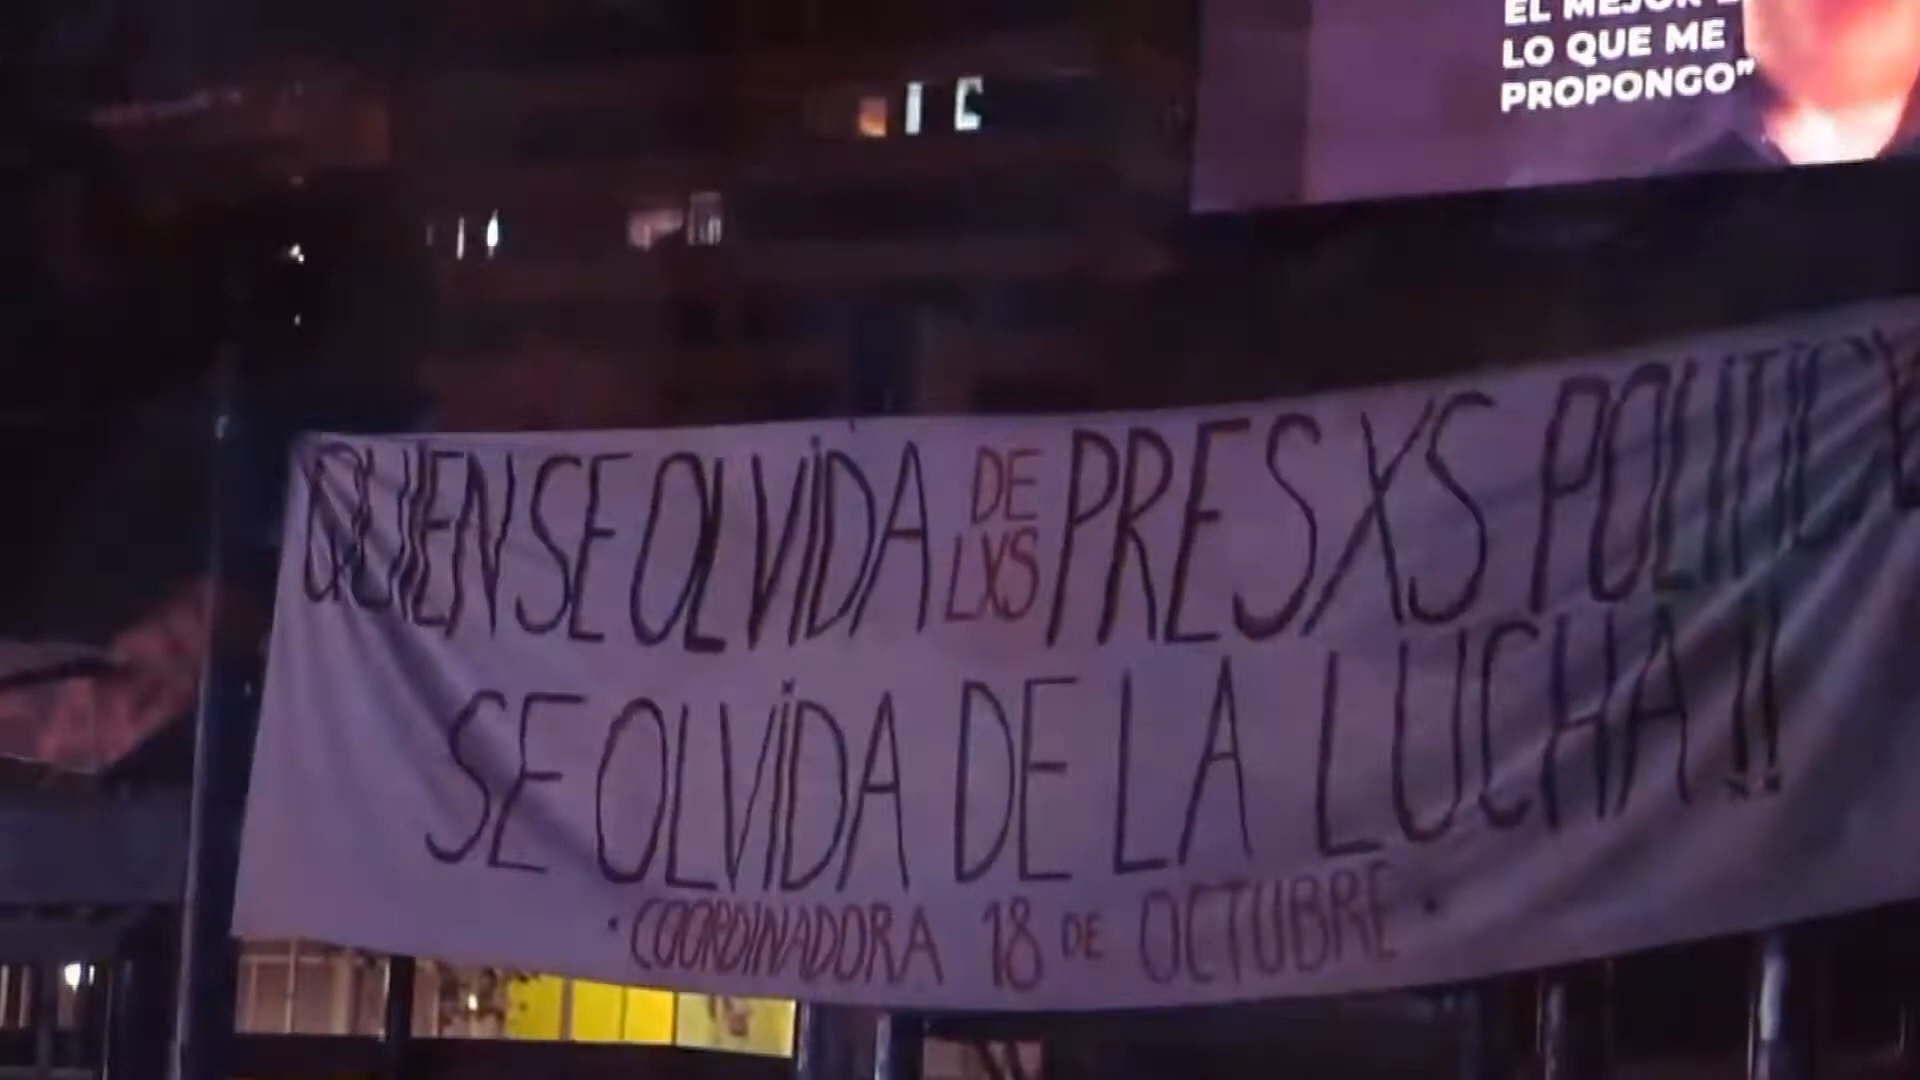 EL MEJOR
LO QUE ME
PROPONGO”
QUIEN SE OLVIDA DE LXS PRESXS POLITIC
SE OLVIDA DE LA LUCHA!!
· COORDINADORA 18 DE OCTUBRE ·